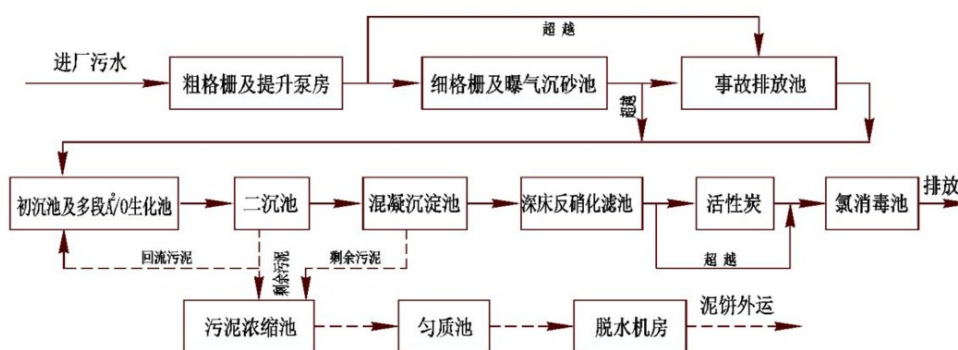 超越
进厂污水
粗格栅及提升泵房
细格栅及曝气沉砂池
事故排放池
超越
初沉池及多段A²/O生化池
二沉池
混凝沉淀池
深床反硝化滤池
活性炭
氯消毒池
排放
回流污泥
剩余污泥
剩余污泥
超越
污泥浓缩池
匀质池
脱水机房
泥饼外运